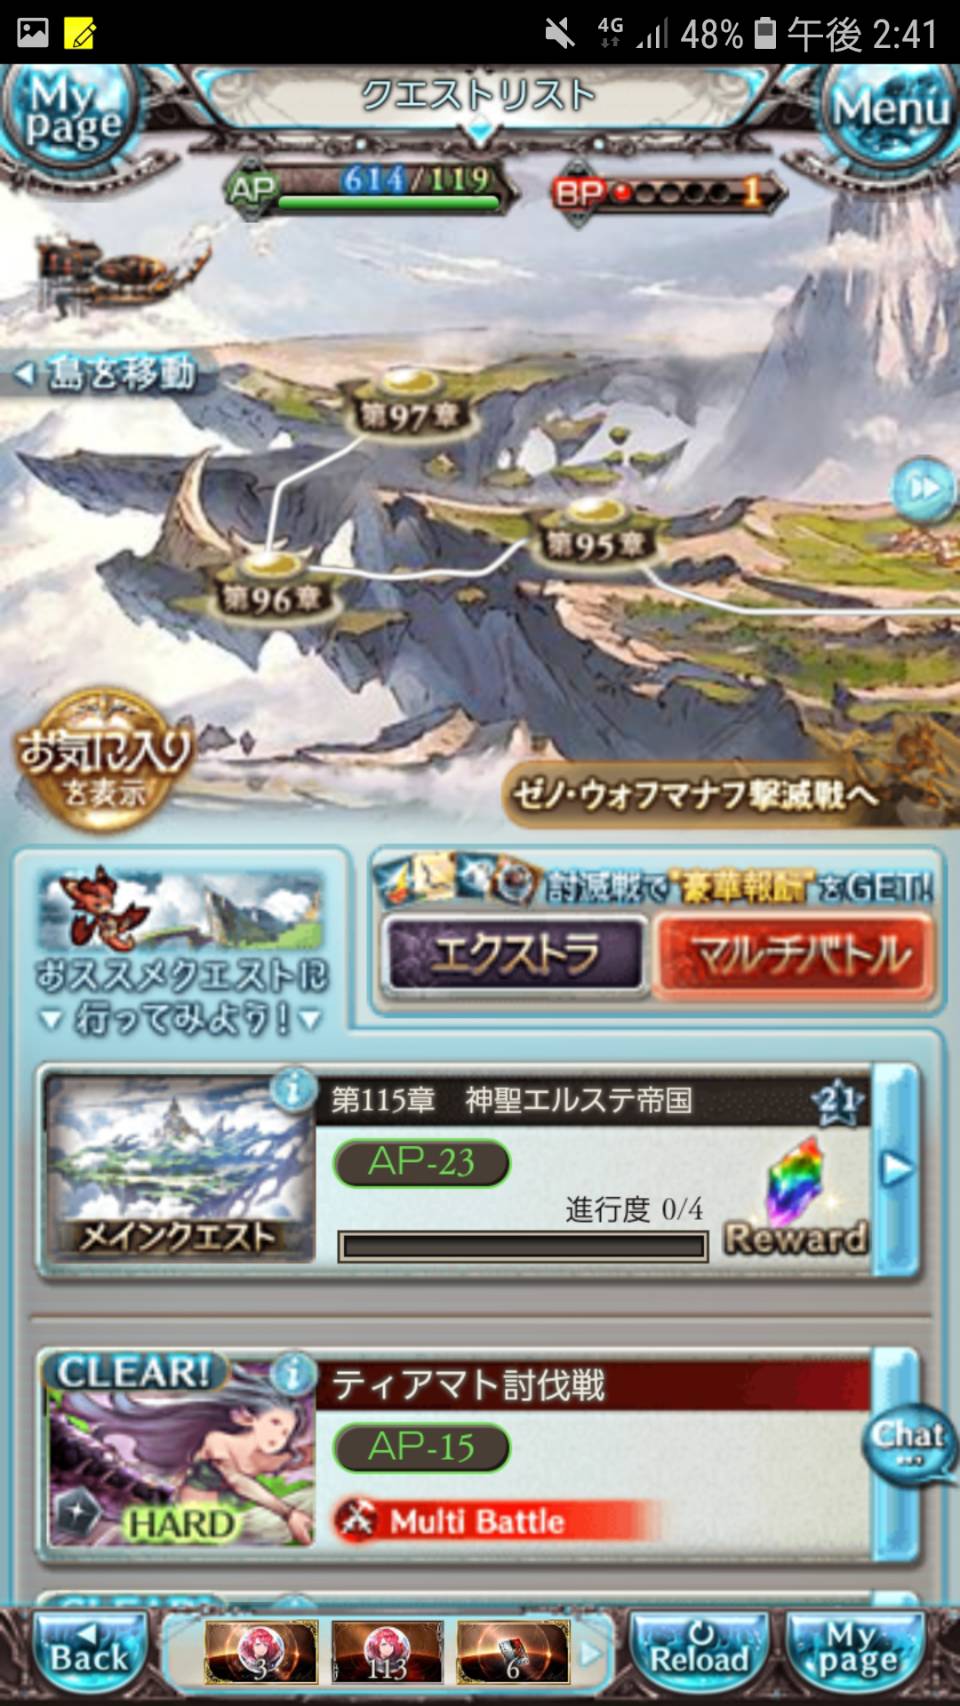 48% 午後 2:41
4G
My page
クエストリスト
Menu
AP 614/119
BP 1
島を移動
第97章
第95章
第96章
お気に入り
を表示
ゼノ・ウォフマナフ撃滅戦へ
討滅戦で"豪華報酬"をGET!
エクストラ
マルチバトル
おススメクエストに
▼ 行ってみよう! ▼
第115章 神聖エルステ帝国
21
AP-23
進行度 0/4
メインクエスト
Reward
CLEAR!
ティアマト討伐戦
AP-15
Chat
HARD
Multi Battle
CLEAR!
Back
3
113
6
Reload
My page